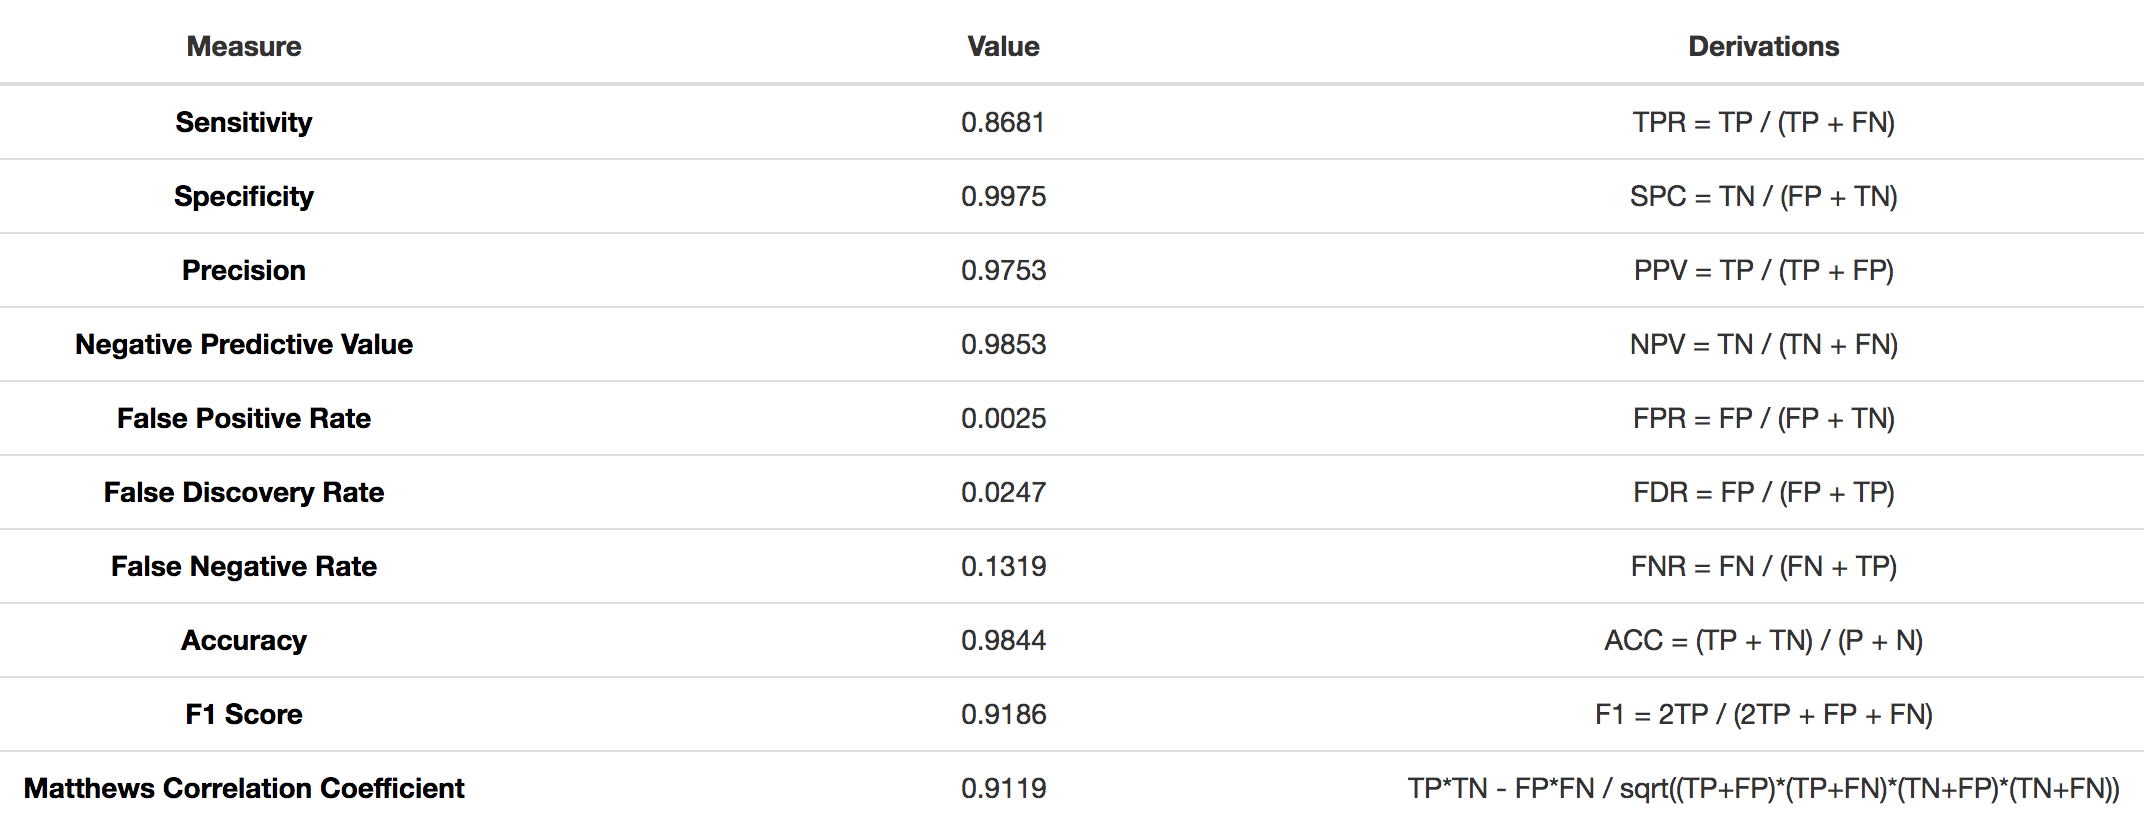 Measure Value Derivations
Sensitivity 0.8681 TPR = TP / (TP + FN)
Specificity 0.9975 SPC = TN / (FP + TN)
Precision 0.9753 PPV = TP / (TP + FP)
Negative Predictive Value 0.9853 NPV = TN / (TN + FN)
False Positive Rate 0.0025 FPR = FP / (FP + TN)
False Discovery Rate 0.0247 FDR = FP / (FP + TP)
False Negative Rate 0.1319 FNR = FN / (FN + TP)
Accuracy 0.9844 ACC = (TP + TN) / (P + N)
F1 Score 0.9186 F1 = 2TP / (2TP + FP + FN)
Matthews Correlation Coefficient 0.9119 TP*TN - FP*FN / sqrt((TP+FP)*(TP+FN)*(TN+FP)*(TN+FN))